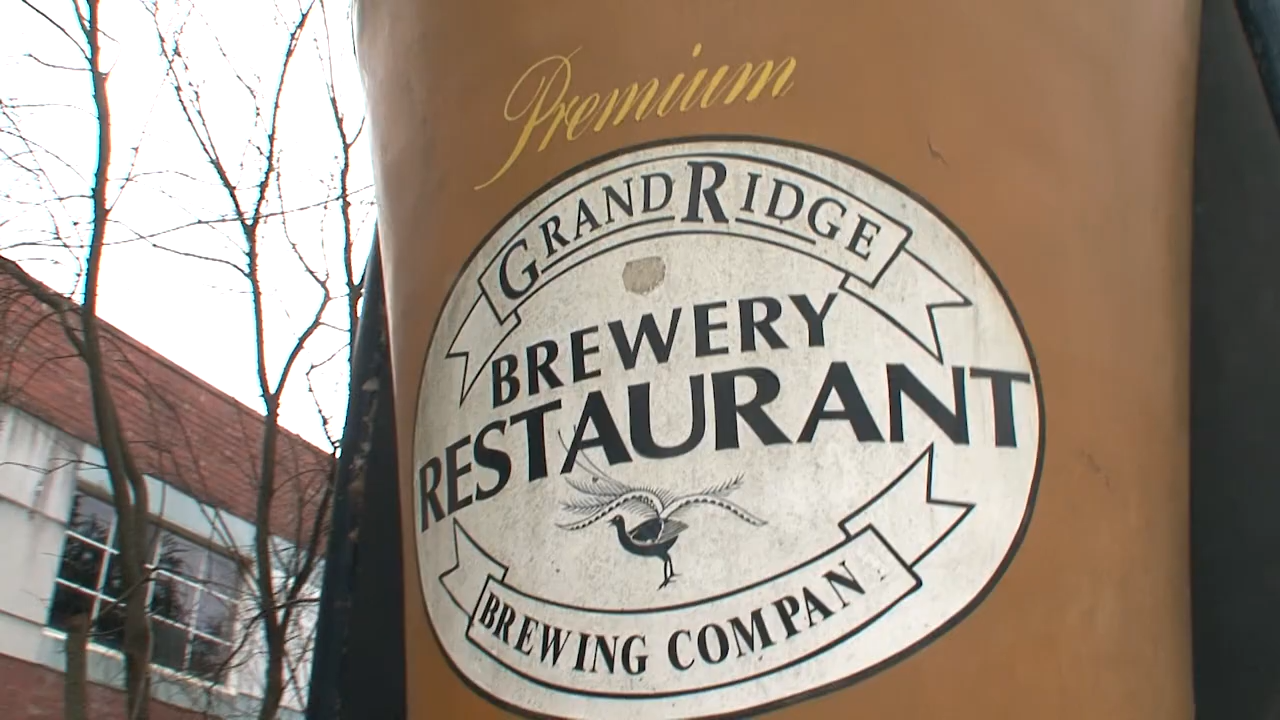 Premium
GRAND RIDGE
BREWERY
RESTAURANT
BREWING COMPAN